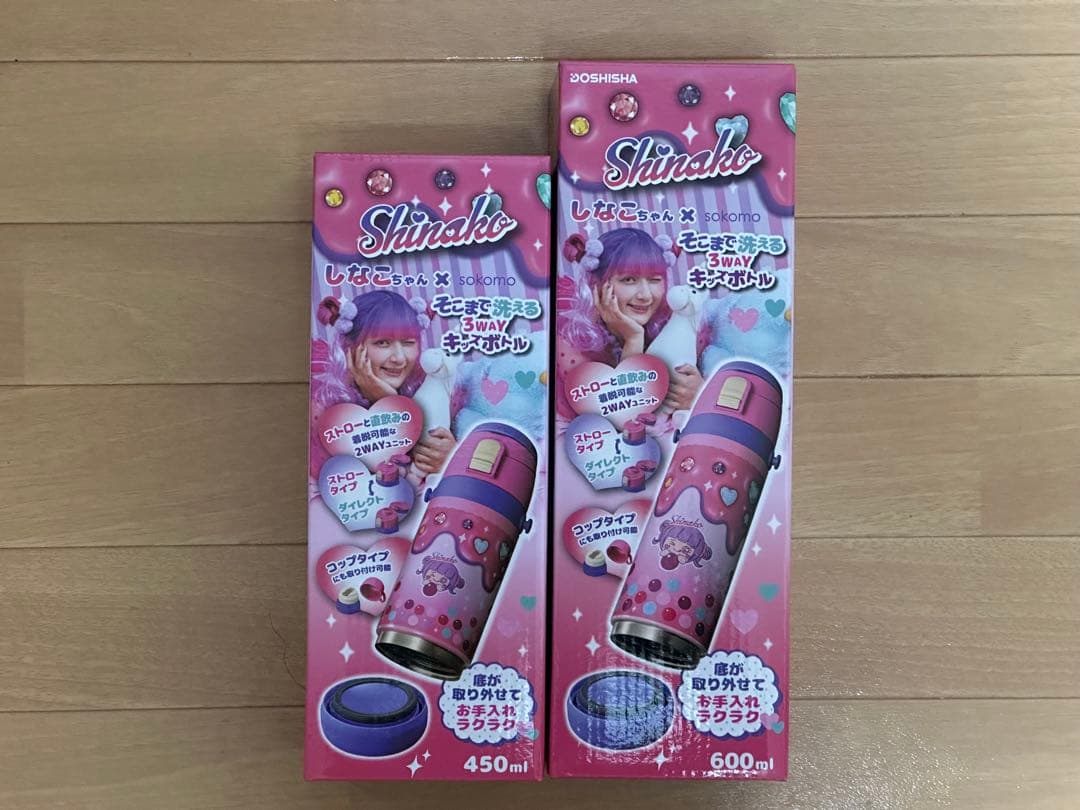 Shinako
しなこちゃん × sokomo
そこまで洗える
3WAY
キッズボトル
ストローと直飲みの
着脱可能な
2WAYユニット
ストロー
タイプ
ダイレクト
タイプ
コップタイプ
にも取り付け可能
Shinako
底が
取り外せて
お手入れ
ラクラク
450ml
DOSHISHA
Shinako
しなこちゃん × sokomo
そこまで洗える
3WAY
キッズボトル
ストローと直飲みの
着脱可能な
2WAYユニット
ストロー
タイプ
ダイレクト
タイプ
コップタイプ
にも取り付け可能
Shinako
底が
取り外せて
お手入れ
ラクラク
600ml